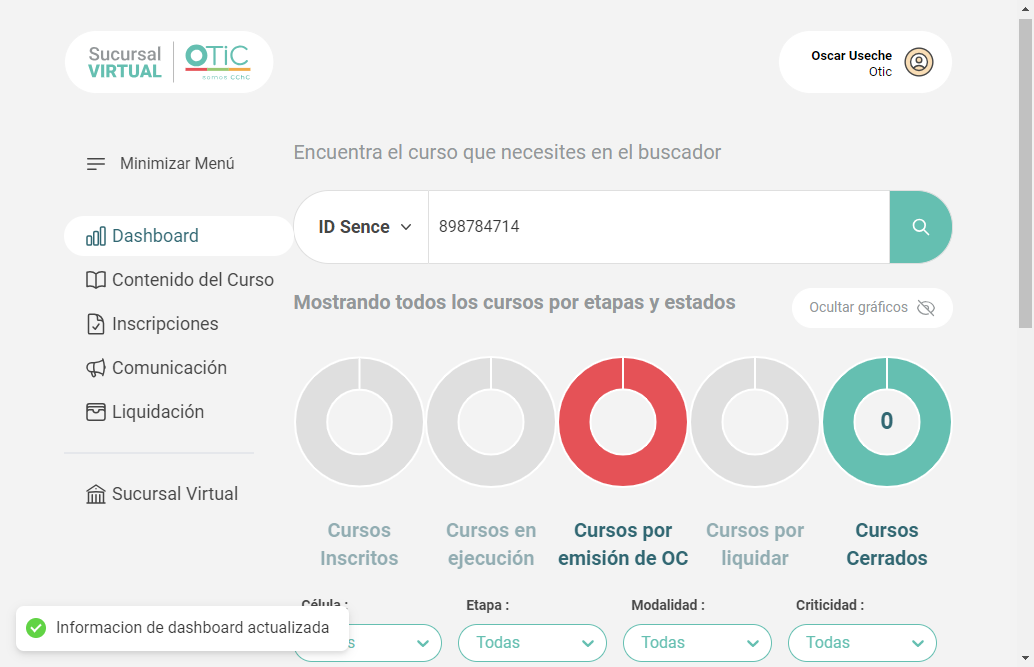 Sucursal
VIRTUAL
OTiC
somos CChC
Oscar Useche
Otic
Minimizar Menú
Dashboard
Contenido del Curso
Inscripciones
Comunicación
Liquidación
Sucursal Virtual
Encuentra el curso que necesites en el buscador
ID Sence
898784714
Mostrando todos los cursos por etapas y estados
Ocultar gráficos
0
Cursos
Inscritos
Cursos en
ejecución
Cursos por
emisión de OC
Cursos por
liquidar
Cursos
Cerrados
Célula :
Etapa :
Modalidad :
Criticidad :
Todas
Todas
Todas
Informacion de dashboard actualizada